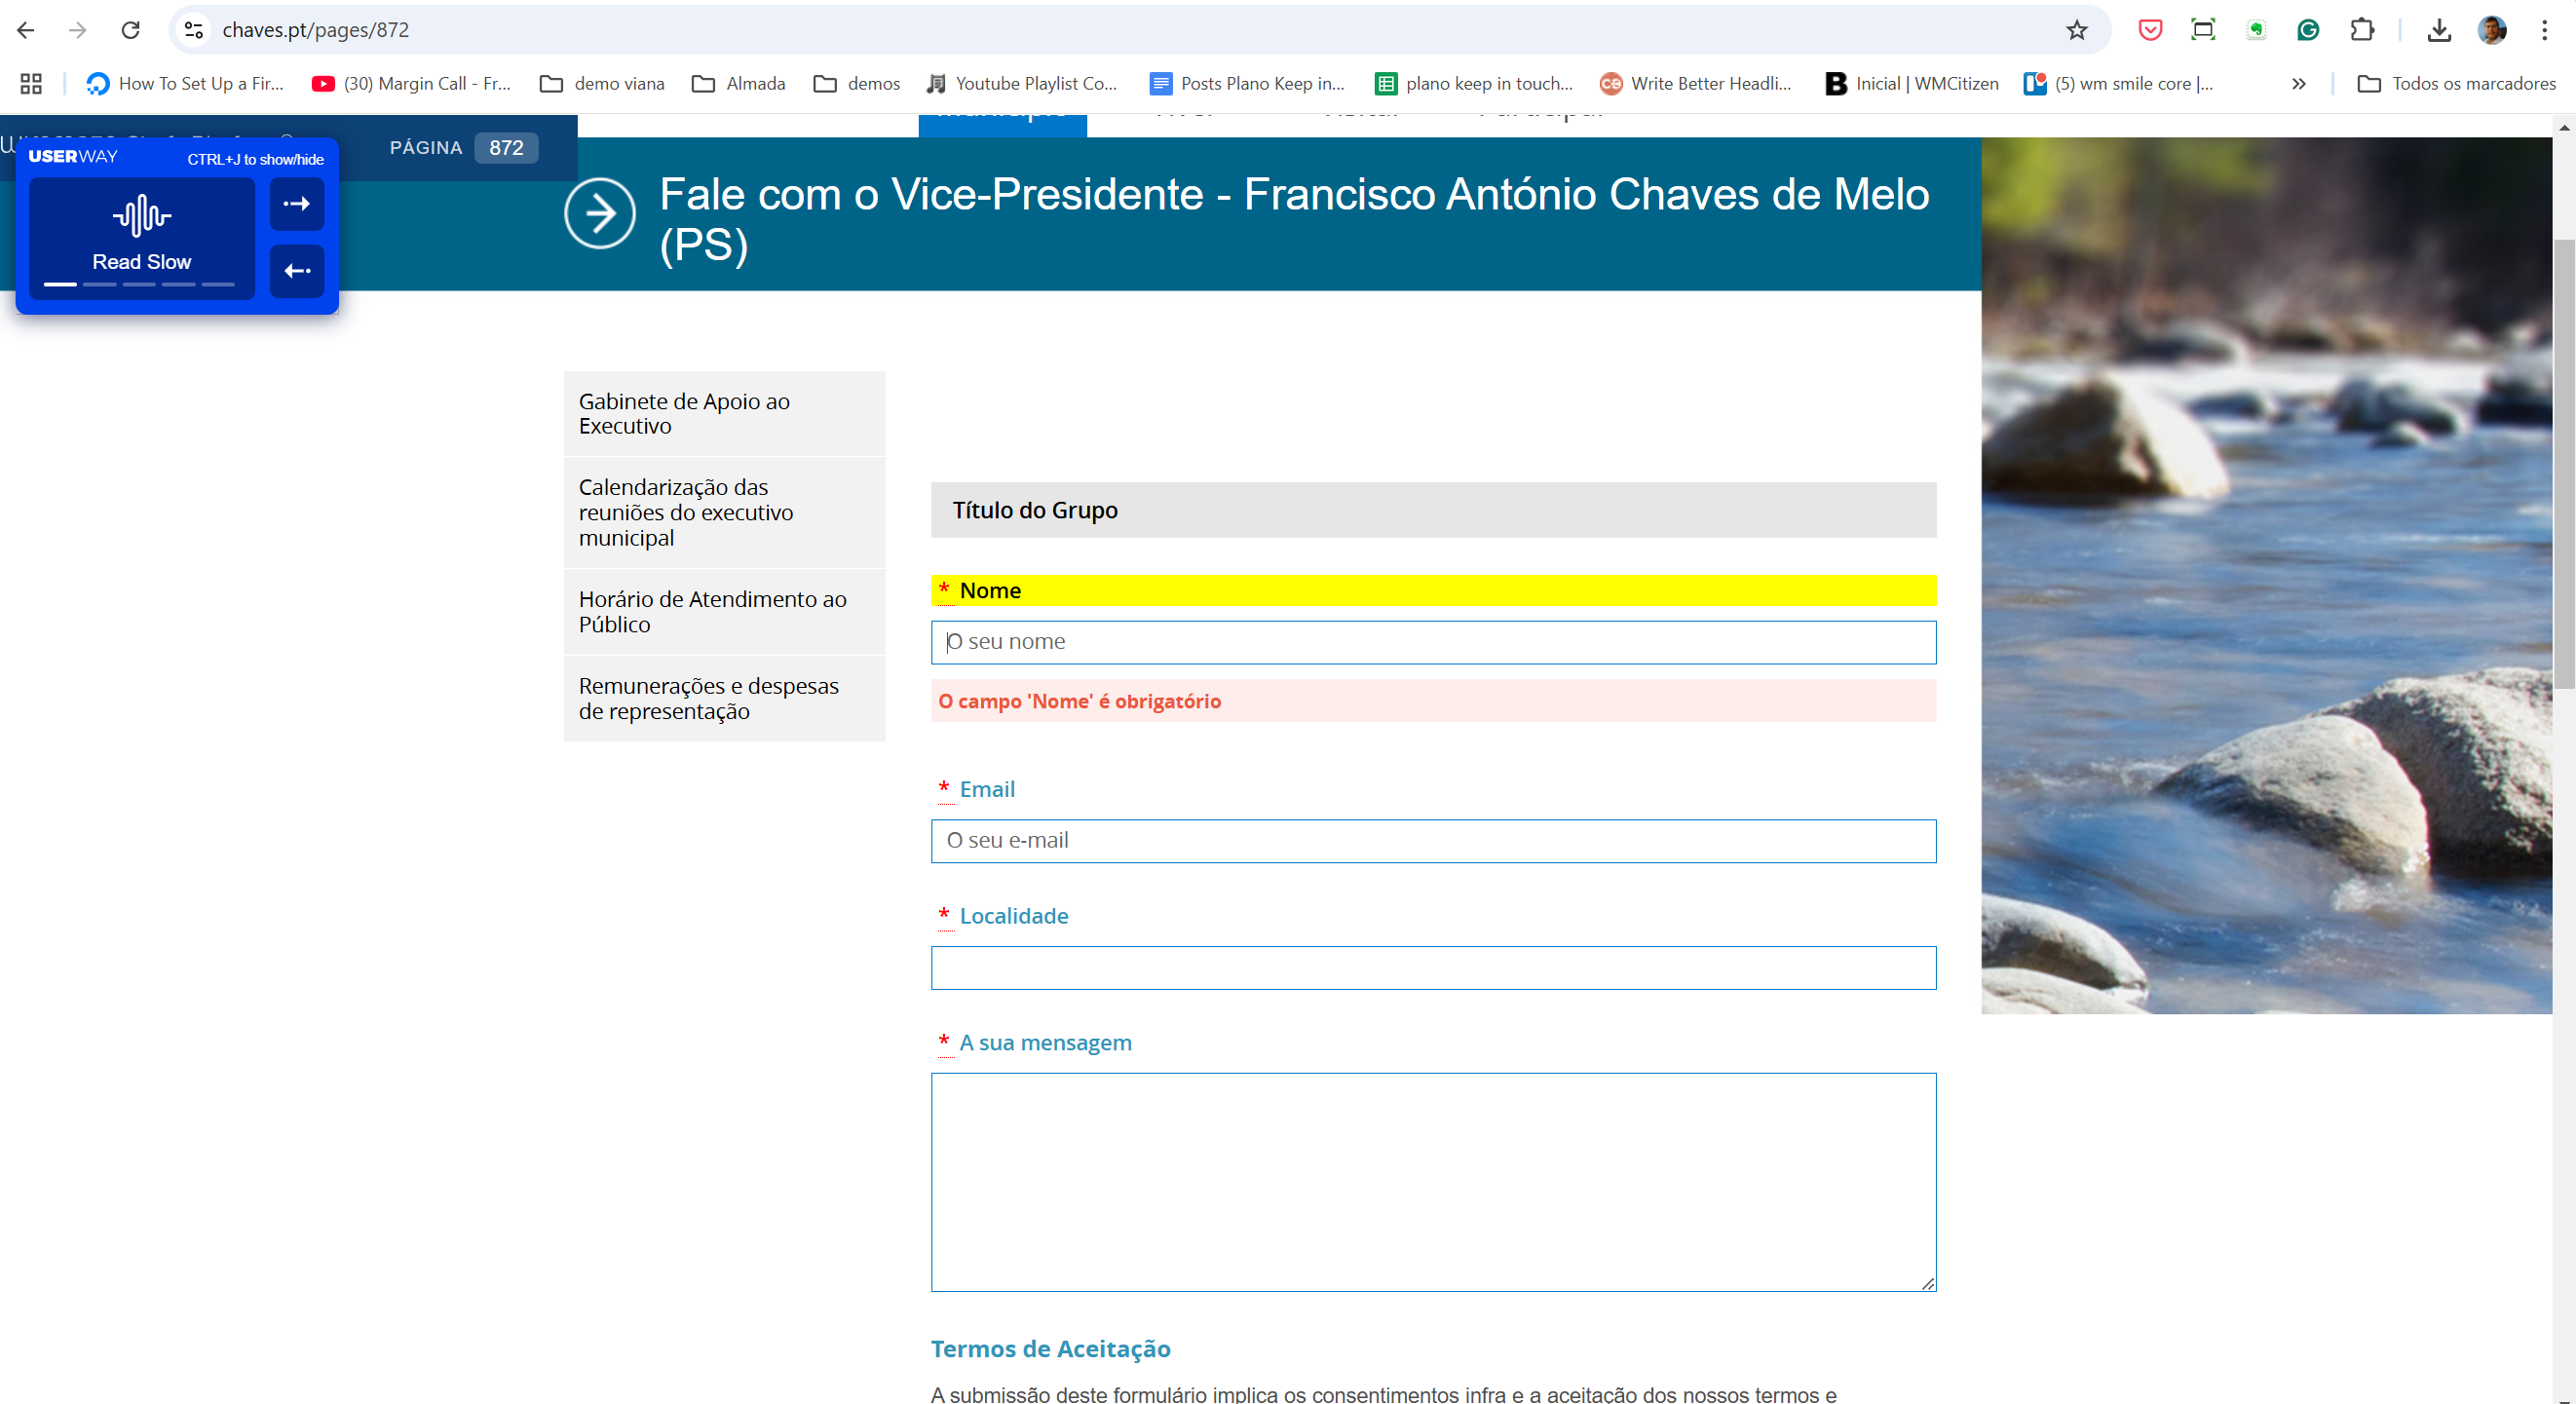 chaves.pt/pages/872
How To Set Up a Fir...
(30) Margin Call - Fr...
demo viana
Almada
demos
Youtube Playlist Co...
Posts Plano Keep in...
plano keep in touch...
Write Better Headli...
Inicial | WMCitizen
(5) wm smile core |...
»
Todos os marcadores
PÁGINA 872
USERWAY
CTRL+J to show/hide
Read Slow
Fale com o Vice-Presidente - Francisco António Chaves de Melo
(PS)
Gabinete de Apoio ao
Executivo
Calendarização das
reuniões do executivo
municipal
Horário de Atendimento ao
Público
Remunerações e despesas
de representação
Título do Grupo
* Nome
O seu nome
O campo 'Nome' é obrigatório
* Email
O seu e-mail
* Localidade
* A sua mensagem
Termos de Aceitação
A submissão deste formulário implica os consentimentos infra e a aceitação dos nossos termos e